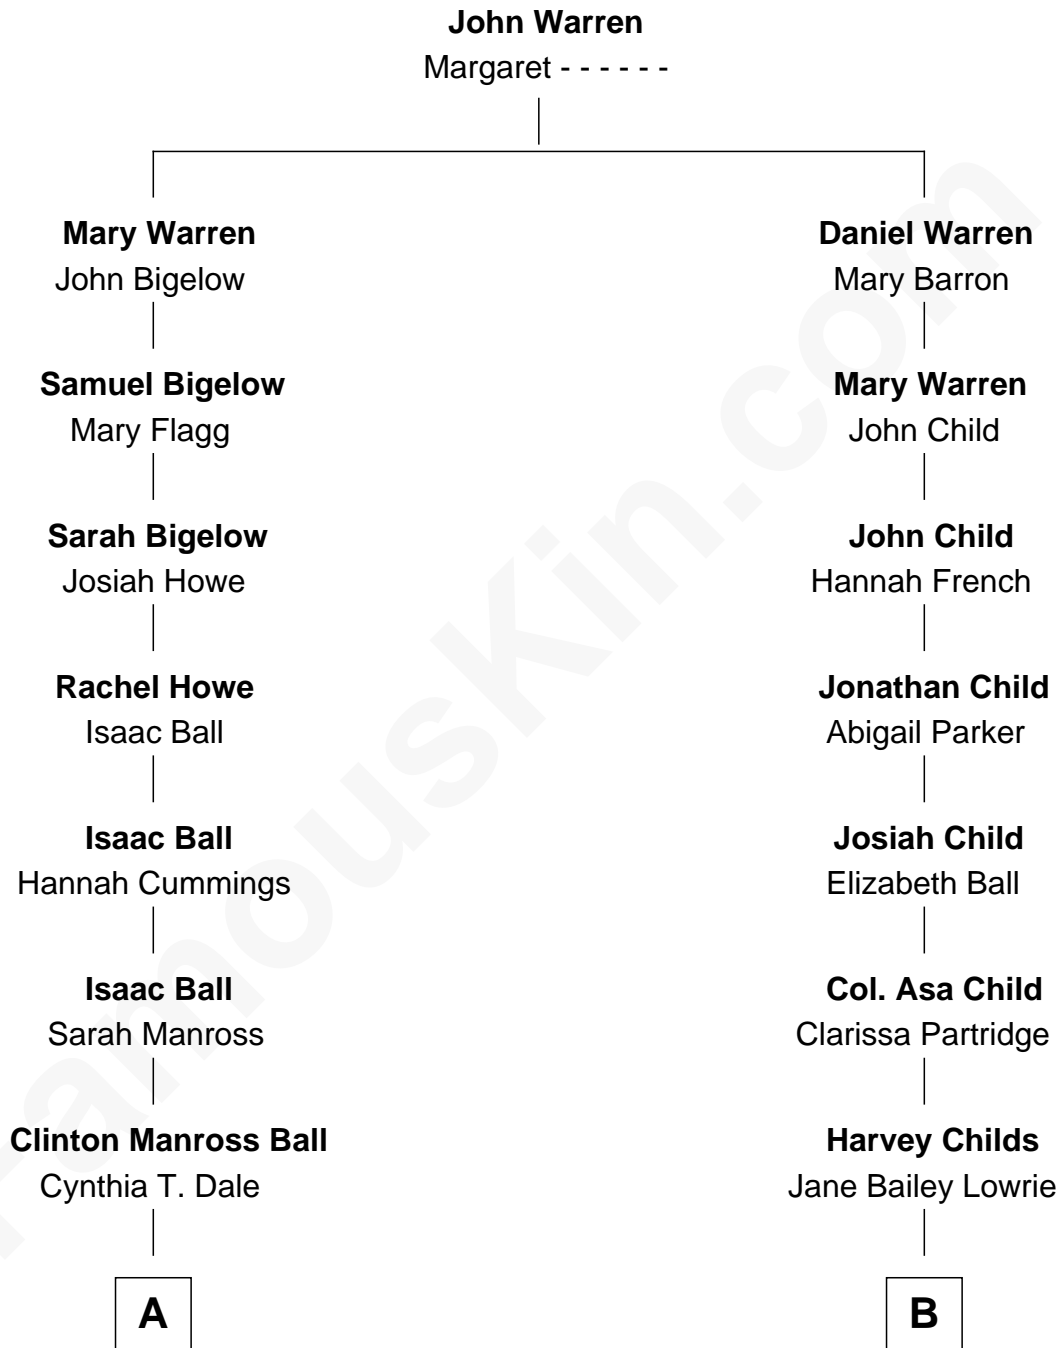 John Warren
Margaret - - - - - -
Mary Warren
John Bigelow
Daniel Warren
Mary Barron
Samuel Bigelow
Mary Flagg
Mary Warren
John Child
Sarah Bigelow
Josiah Howe
John Child
Hannah French
Rachel Howe
Isaac Ball
Jonathan Child
Abigail Parker
Isaac Ball
Hannah Cummings
Josiah Child
Elizabeth Ball
Isaac Ball
Sarah Manross
Col. Asa Child
Clarissa Partridge
Clinton Manross Ball
Cynthia T. Dale
Harvey Childs
Jane Bailey Lowrie
A
B
FamousKin.com